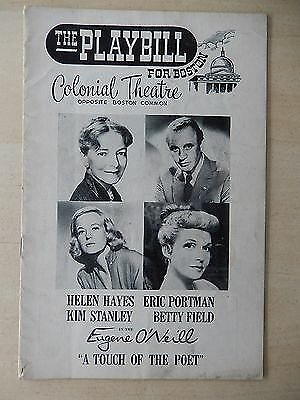 THE PLAYBILL
FOR BOSTON
Colonial Theatre
OPPOSITE BOSTON COMMON
HELEN HAYES ERIC PORTMAN
KIM STANLEY BETTY FIELD
IN THE
Eugene O'Neill
"A TOUCH OF THE POET"